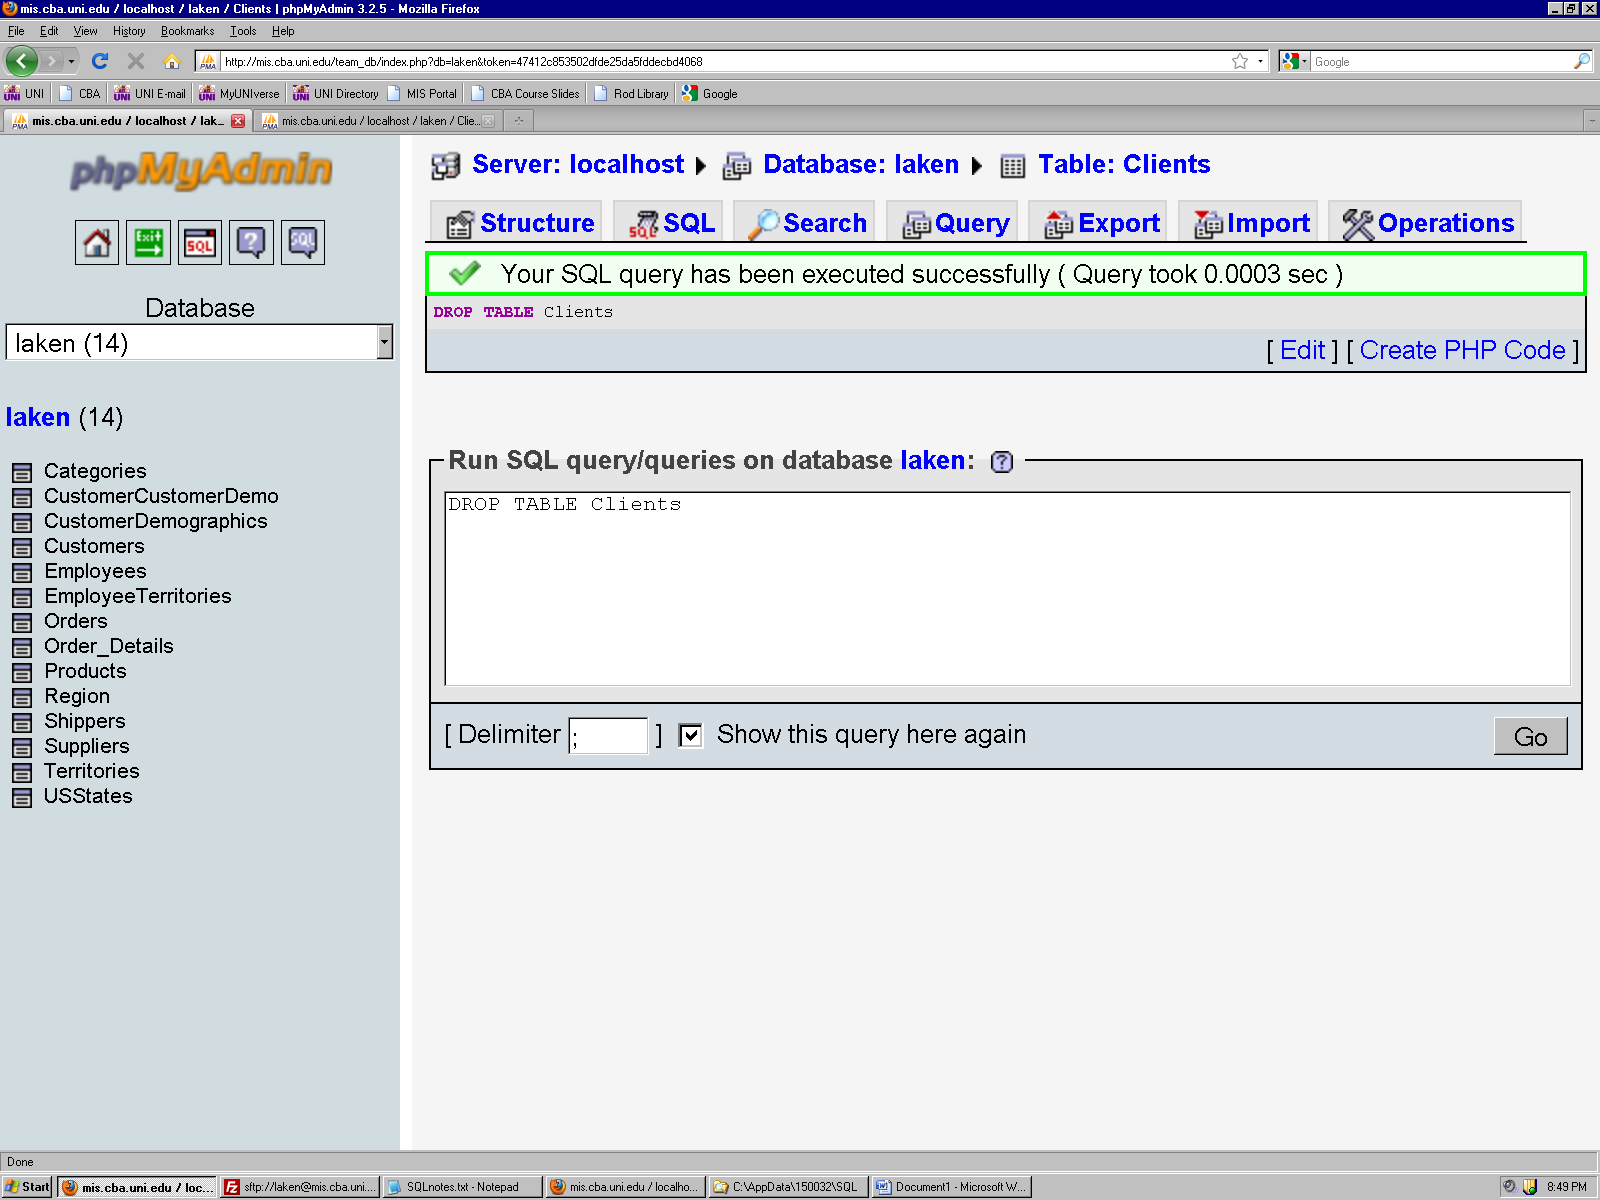 mis.cba.uni.edu / localhost / laken / Clients | phpMyAdmin 3.2.5 - Mozilla Firefox
File Edit View History Bookmarks Tools Help
http://mis.cba.uni.edu/team_db/index.php?db=laken&token=47412c853502dfde25da5fddecbd4068
Google
UNI CBA UNI E-mail MyUNIverse UNI Directory MIS Portal CBA Course Slides Rod Library Google
mis.cba.uni.edu / localhost / lak... mis.cba.uni.edu / localhost / laken / Clie...
phpMyAdmin
Exit SQL ? SQL
Database
laken (14)
laken (14)
Categories
CustomerCustomerDemo
CustomerDemographics
Customers
Employees
EmployeeTerritories
Orders
Order_Details
Products
Region
Shippers
Suppliers
Territories
USStates
Server: localhost Database: laken Table: Clients
Structure SQL Search Query Export Import Operations
Your SQL query has been executed successfully ( Query took 0.0003 sec )
DROP TABLE Clients
[ Edit ] [ Create PHP Code ]
Run SQL query/queries on database laken: ?
DROP TABLE Clients
[ Delimiter ; ] Show this query here again Go
Done
Start mis.cba.uni.edu / loc... sftp://laken@mis.cba.uni.... SQLnotes.txt - Notepad mis.cba.uni.edu / localho... C:\AppData\150032\SQL Document1 - Microsoft W... 8:49 PM